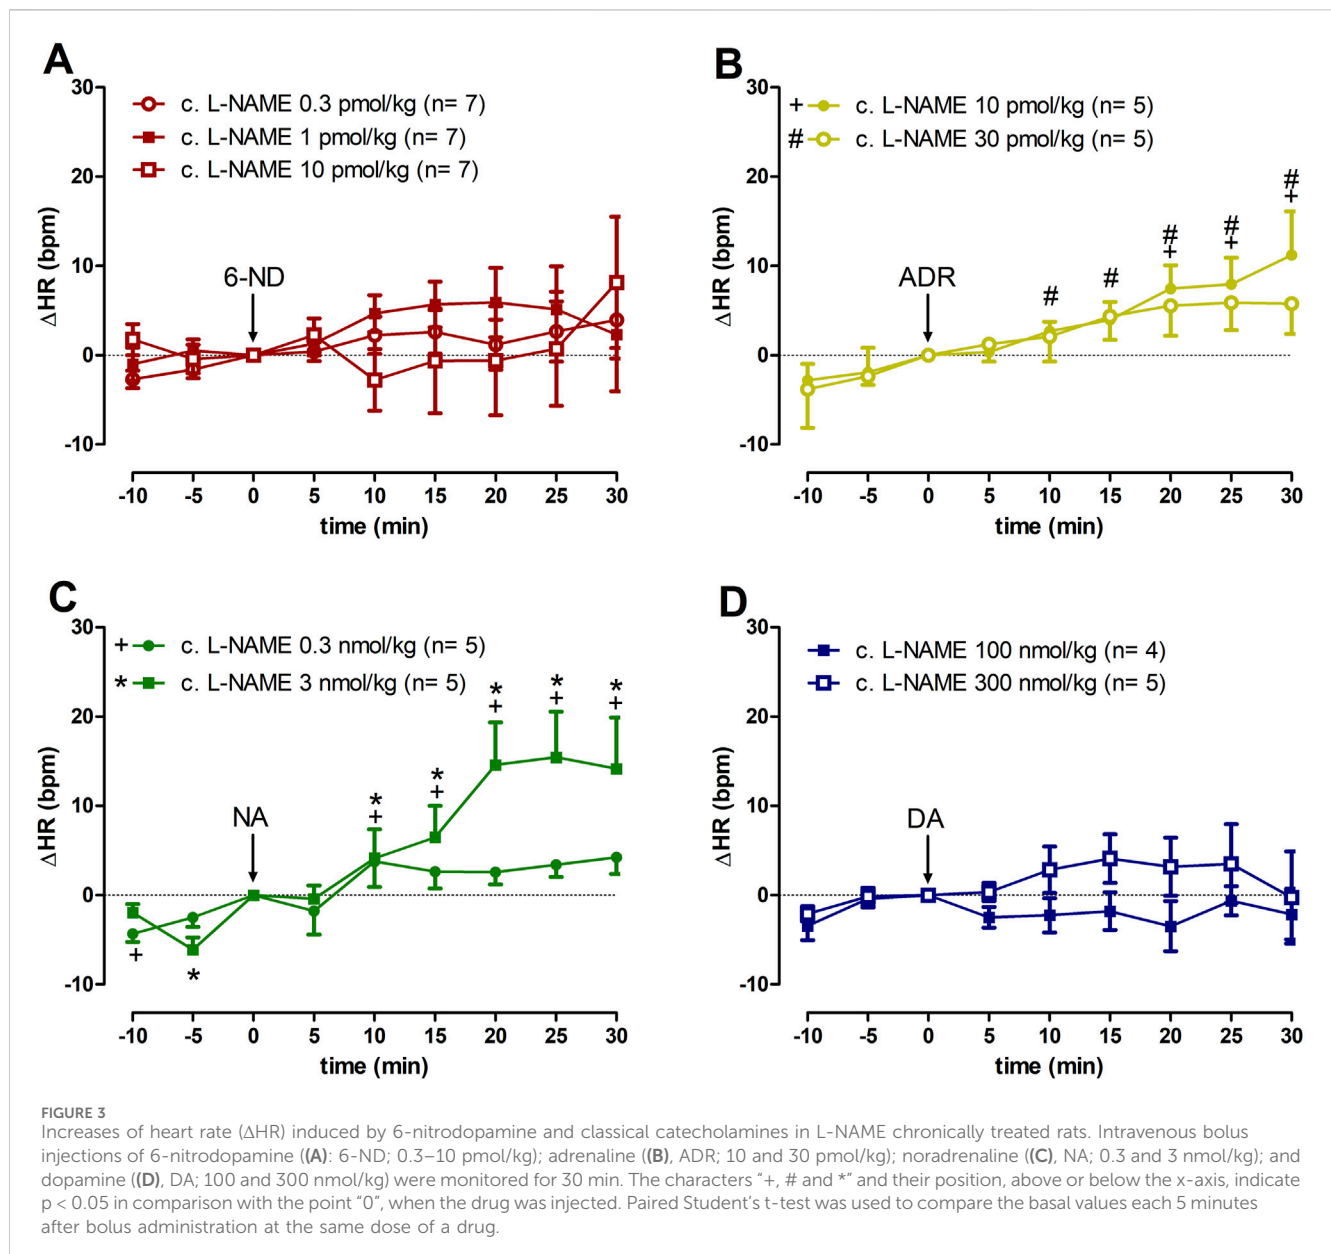 A
30
20
10
0
-10
ΔHR (bpm)
c. L-NAME 0.3 pmol/kg (n= 7)
c. L-NAME 1 pmol/kg (n= 7)
c. L-NAME 10 pmol/kg (n= 7)
6-ND
-10 -5 0 5 10 15 20 25 30
time (min)
B
30
20
10
0
-10
ΔHR (bpm)
+ c. L-NAME 10 pmol/kg (n= 5)
# c. L-NAME 30 pmol/kg (n= 5)
ADR
# # # # #
+ + +
-10 -5 0 5 10 15 20 25 30
time (min)
C
30
20
10
0
-10
ΔHR (bpm)
+ c. L-NAME 0.3 nmol/kg (n= 5)
* c. L-NAME 3 nmol/kg (n= 5)
NA
* * * * *
+ + + + +
+ *
-10 -5 0 5 10 15 20 25 30
time (min)
D
30
20
10
0
-10
ΔHR (bpm)
c. L-NAME 100 nmol/kg (n= 4)
c. L-NAME 300 nmol/kg (n= 5)
DA
-10 -5 0 5 10 15 20 25 30
time (min)
FIGURE 3
Increases of heart rate (ΔHR) induced by 6-nitrodopamine and classical catecholamines in L-NAME chronically treated rats. Intravenous bolus
injections of 6-nitrodopamine ((A): 6-ND; 0.3–10 pmol/kg); adrenaline ((B), ADR; 10 and 30 pmol/kg); noradrenaline ((C), NA; 0.3 and 3 nmol/kg); and
dopamine ((D), DA; 100 and 300 nmol/kg) were monitored for 30 min. The characters “+, # and *” and their position, above or below the x-axis, indicate
p < 0.05 in comparison with the point “0”, when the drug was injected. Paired Student’s t-test was used to compare the basal values each 5 minutes
after bolus administration at the same dose of a drug.